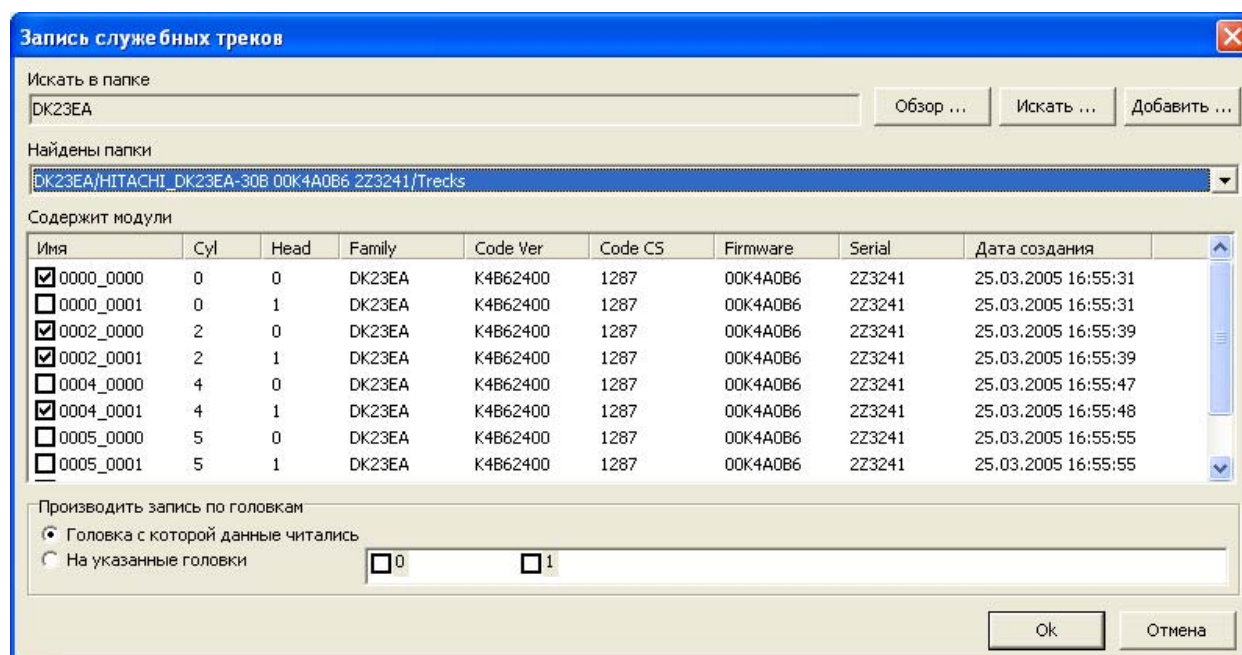 Запись служебных треков
Искать в папке
DK23EA Обзор ... Искать ... Добавить ...
Найдены папки
DK23EA/HITACHI_DK23EA-30B 00K4A0B6 2Z3241/Trecks
Содержит модули
Имя Cyl Head Family Code Ver Code CS Firmware Serial Дата создания
0000_0000 0 0 DK23EA K4B62400 1287 00K4A0B6 2Z3241 25.03.2005 16:55:31
0000_0001 0 1 DK23EA K4B62400 1287 00K4A0B6 2Z3241 25.03.2005 16:55:31
0002_0000 2 0 DK23EA K4B62400 1287 00K4A0B6 2Z3241 25.03.2005 16:55:39
0002_0001 2 1 DK23EA K4B62400 1287 00K4A0B6 2Z3241 25.03.2005 16:55:39
0004_0000 4 0 DK23EA K4B62400 1287 00K4A0B6 2Z3241 25.03.2005 16:55:47
0004_0001 4 1 DK23EA K4B62400 1287 00K4A0B6 2Z3241 25.03.2005 16:55:48
0005_0000 5 0 DK23EA K4B62400 1287 00K4A0B6 2Z3241 25.03.2005 16:55:55
0005_0001 5 1 DK23EA K4B62400 1287 00K4A0B6 2Z3241 25.03.2005 16:55:55
Производить запись по головкам
Головка с которой данные читались
На указанные головки 0 1
Ok Отмена